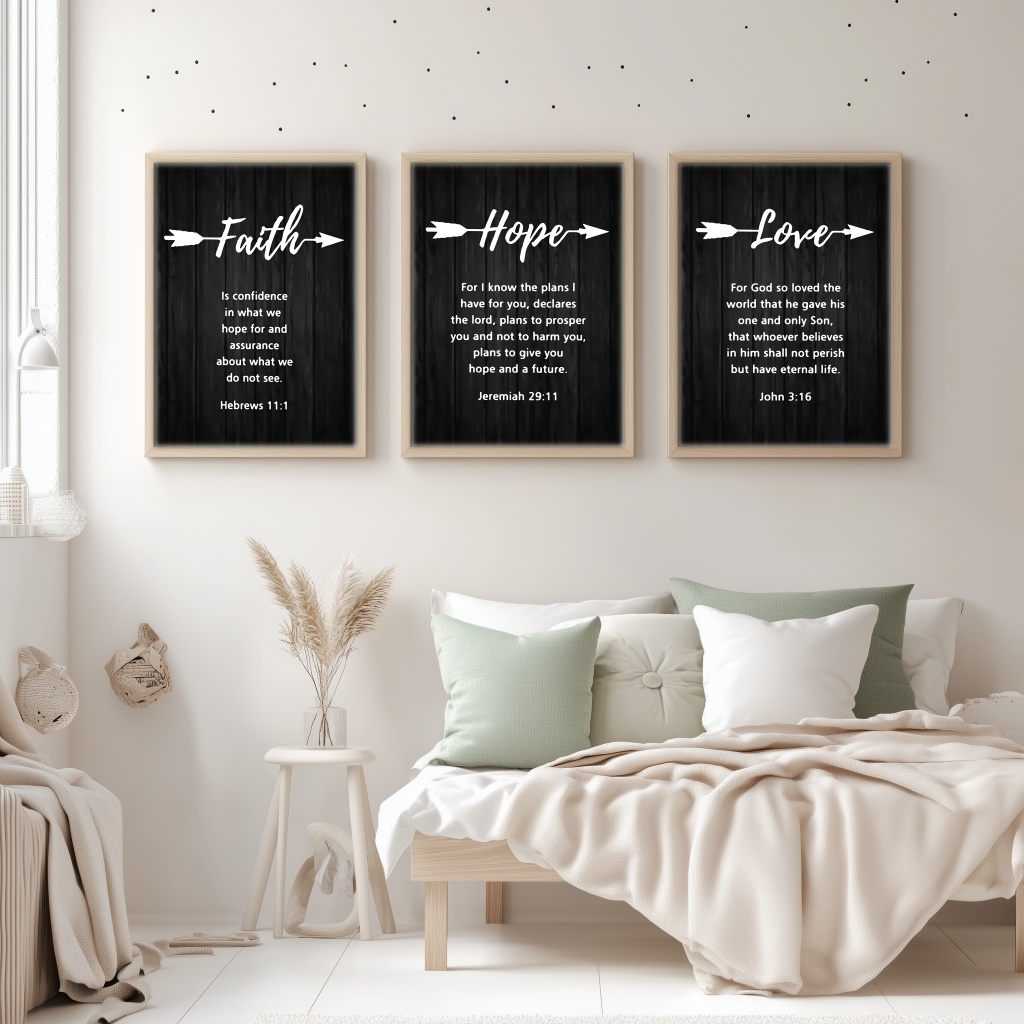 Faith
Is confidence
in what we
hope for and
assurance
about what we
do not see.
Hebrews 11:1
Hope
For I know the plans I
have for you, declares
the lord, plans to prosper
you and not to harm you,
plans to give you
hope and a future.
Jeremiah 29:11
Love
For God so loved the
world that he gave his
one and only Son,
that whoever believes
in him shall not perish
but have eternal life.
John 3:16